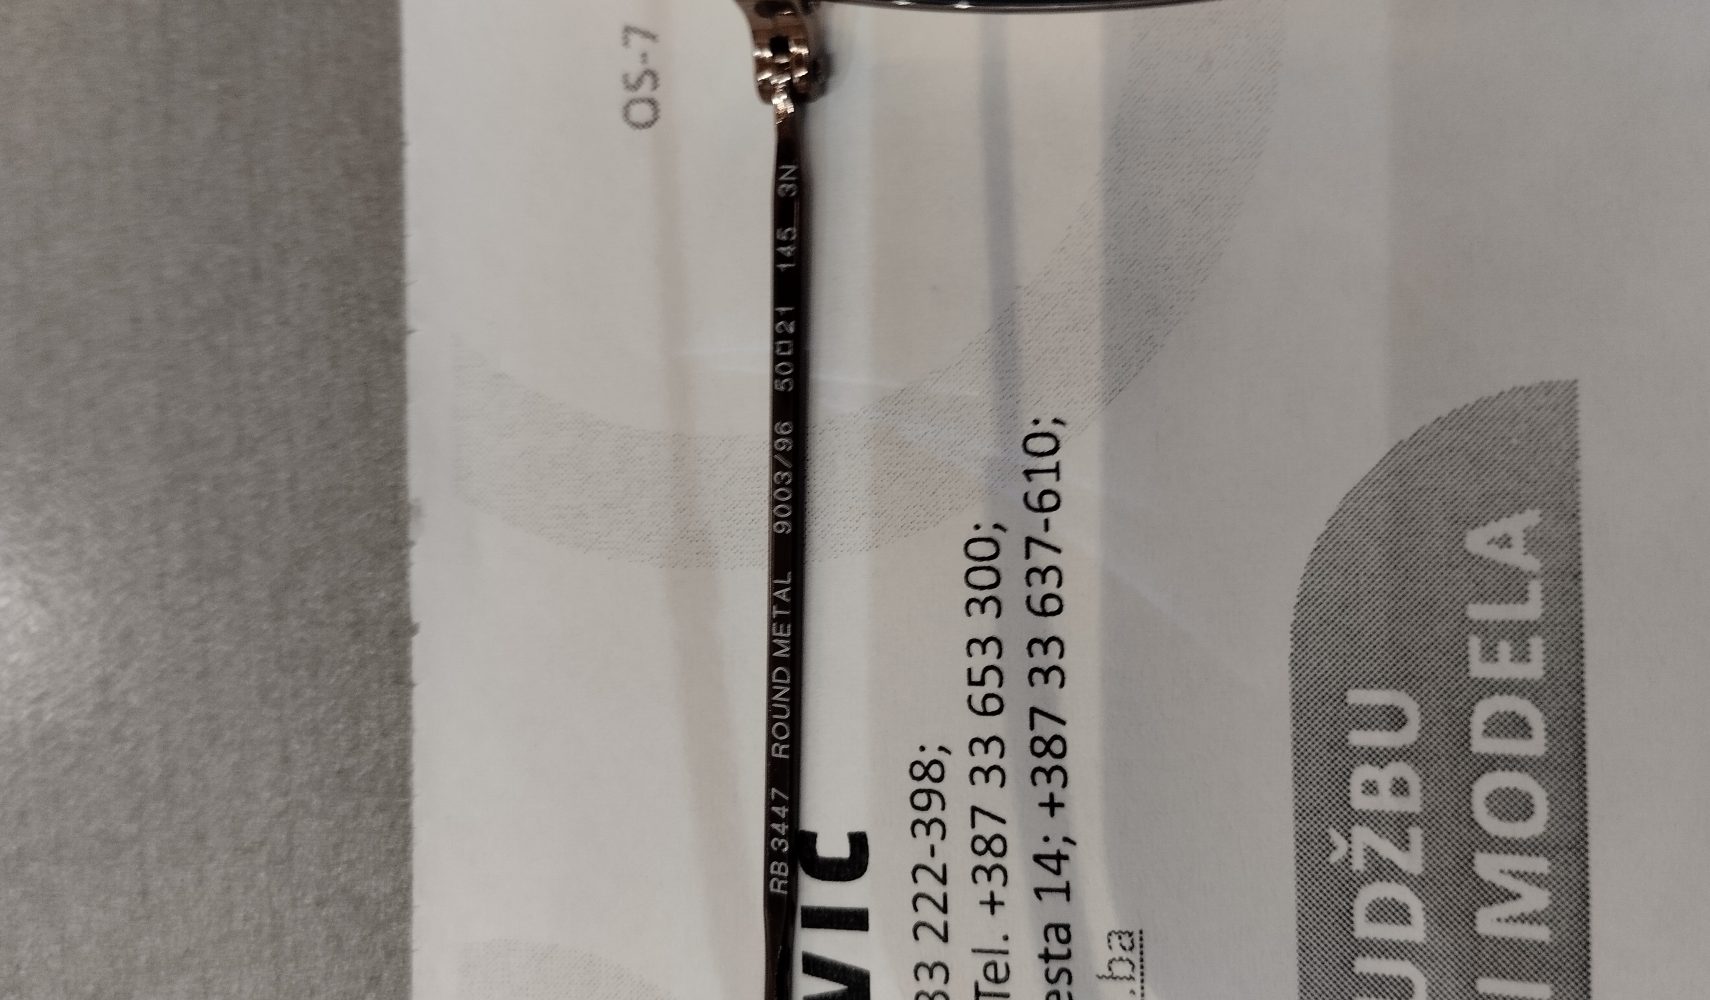 OS-7
RB 3447 ROUND METAL 9003/96 50□21 145 3N
vić
33 222-398;
Tel. +387 33 653 300;
esta 14; +387 33 637-610;
.ba
UDŽBU
I MODELA